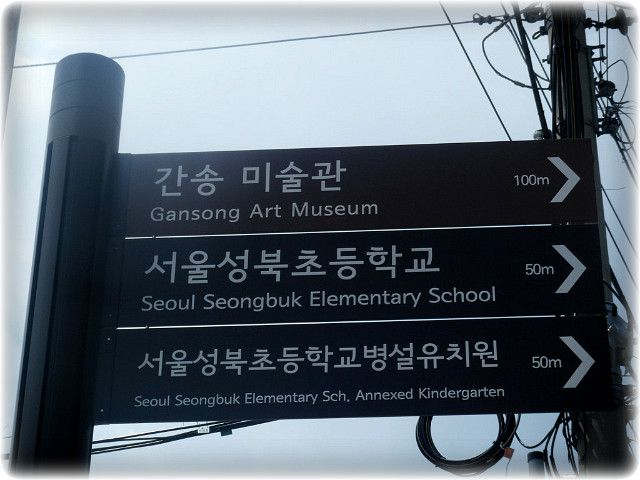 간송 미술관
100m
Gansong Art Museum
서울성북초등학교
50m
Seoul Seongbuk Elementary School
서울성북초등학교병설유치원
50m
Seoul Seongbuk Elementary Sch. Annexed Kindergarten